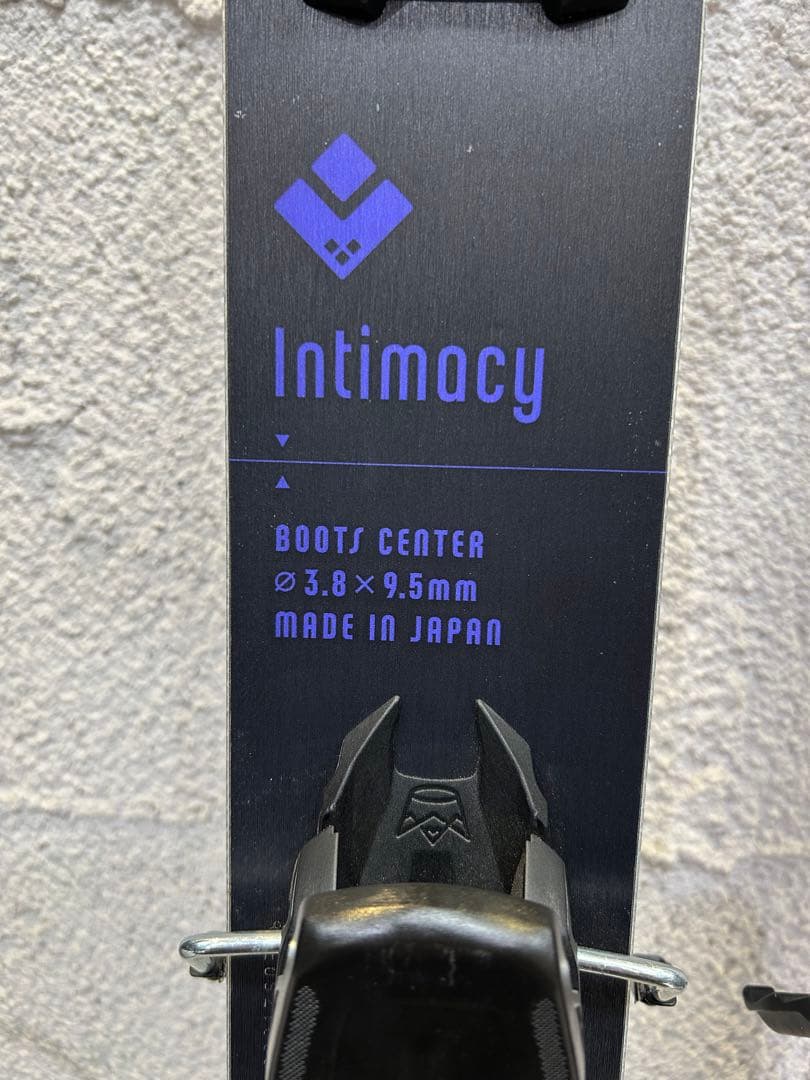 Intimacy
BOOTS CENTER
⌀ 3.8 × 9.5mm
MADE IN JAPAN